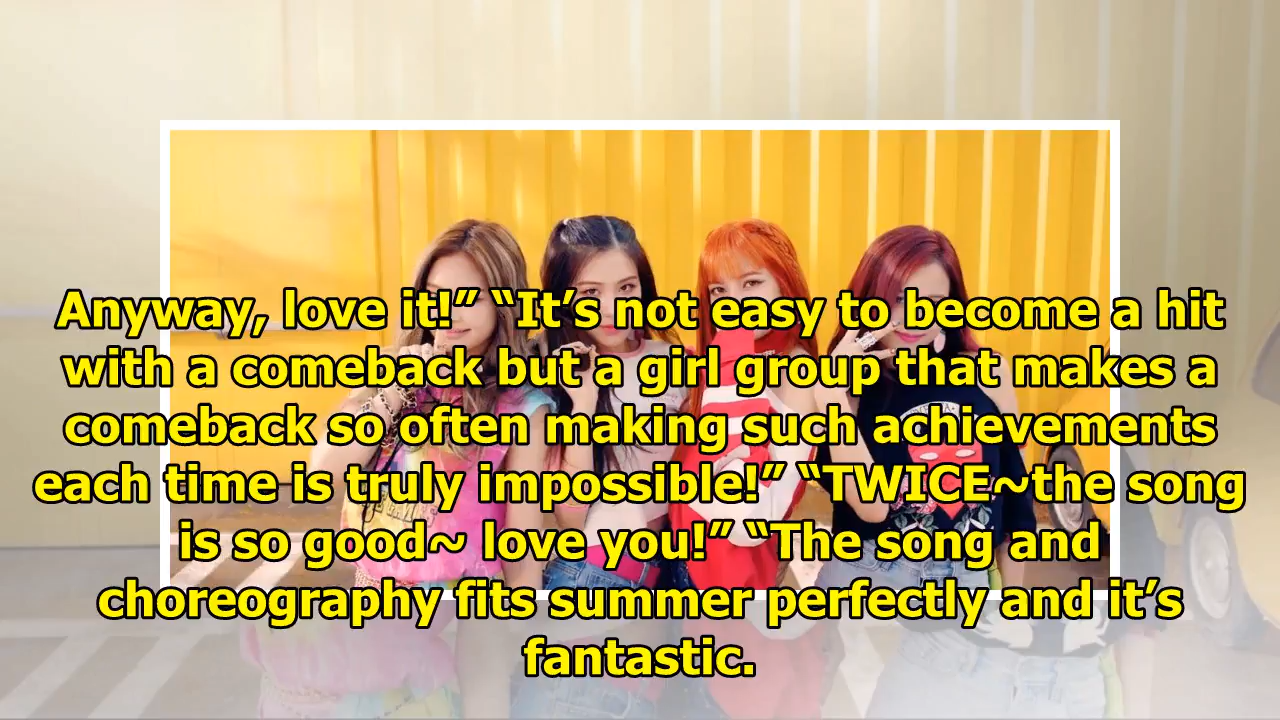 Anyway, love it!” “It’s not easy to become a hit
with a comeback but a girl group that makes a
comeback so often making such achievements
each time is truly impossible!” “TWICE~the song
is so good~ love you!” “The song and
choreography fits summer perfectly and it’s
fantastic.